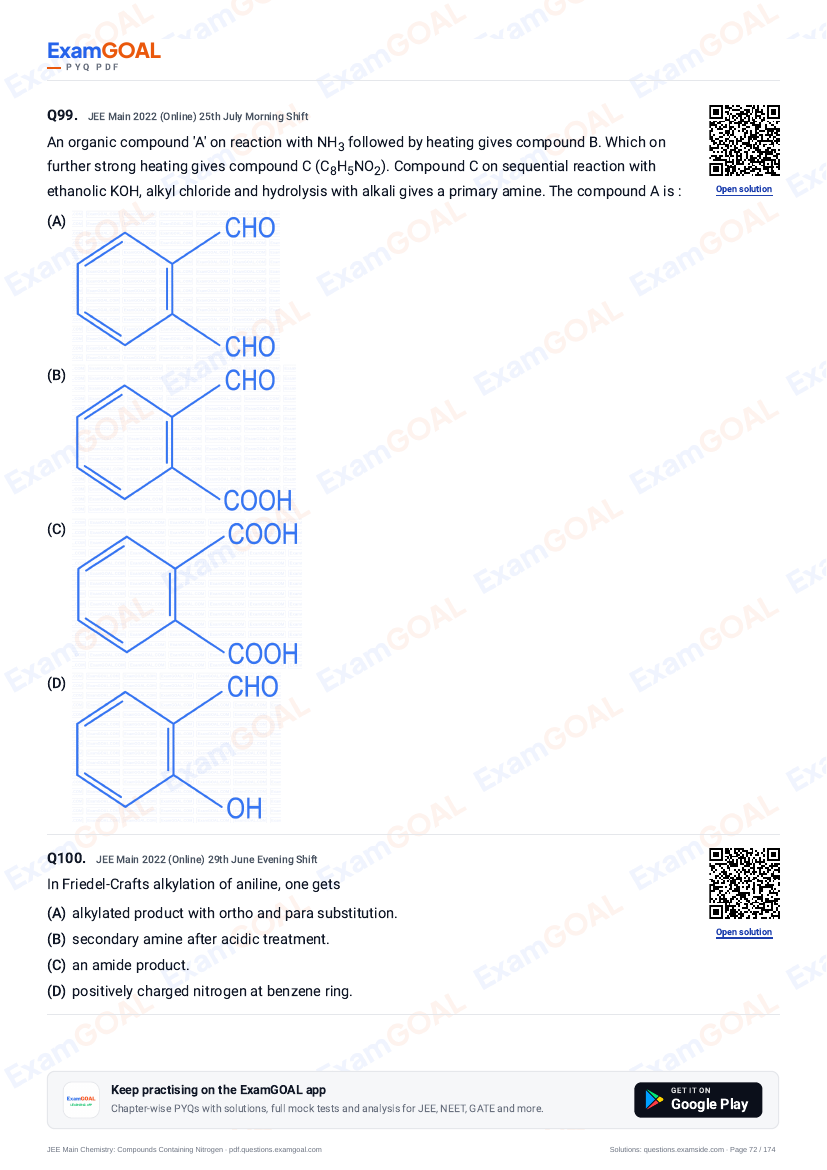 ExamGOAL
PYQ PDF
Q99. JEE Main 2022 (Online) 25th July Morning Shift
An organic compound 'A' on reaction with NH3 followed by heating gives compound B. Which on
further strong heating gives compound C (C8H5NO2). Compound C on sequential reaction with
ethanolic KOH, alkyl chloride and hydrolysis with alkali gives a primary amine. The compound A is :
Open solution
(A)
CHO
CHO
(B)
CHO
COOH
(C)
COOH
COOH
(D)
CHO
OH
Q100. JEE Main 2022 (Online) 29th June Evening Shift
In Friedel-Crafts alkylation of aniline, one gets
(A) alkylated product with ortho and para substitution.
(B) secondary amine after acidic treatment.
(C) an amide product.
(D) positively charged nitrogen at benzene ring.
Open solution
ExamGOAL
Keep practising on the ExamGOAL app
Chapter-wise PYQs with solutions, full mock tests and analysis for JEE, NEET, GATE and more.
GET IT ON
Google Play
JEE Main Chemistry: Compounds Containing Nitrogen · pdf.questions.examgoal.com
Solutions: questions.examside.com · Page 72 / 174